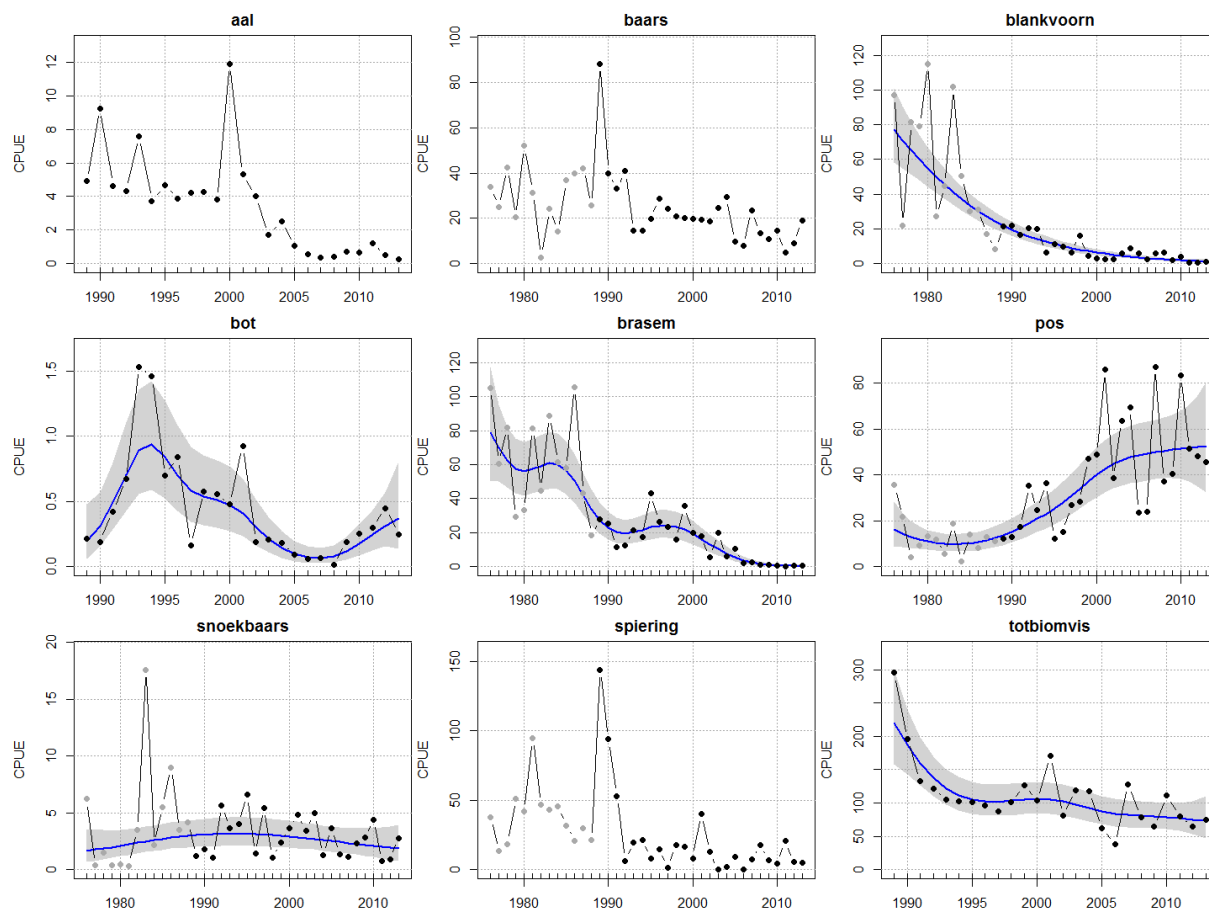 aal
baars
blankvoorn
CPUE
0 2 4 6 8 10 12
1990 1995 2000 2005 2010
CPUE
0 20 40 60 80 100
1980 1990 2000 2010
CPUE
0 20 40 60 80 100 120
1980 1990 2000 2010
bot
brasem
pos
CPUE
0.0 0.5 1.0 1.5
1990 1995 2000 2005 2010
CPUE
0 20 40 60 80 100 120
1980 1990 2000 2010
CPUE
0 20 40 60 80
1980 1990 2000 2010
snoekbaars
spiering
totbiomvis
CPUE
0 5 10 15 20
1980 1990 2000 2010
CPUE
0 50 100 150
1980 1990 2000 2010
CPUE
0 50 100 200 300
1990 1995 2000 2005 2010